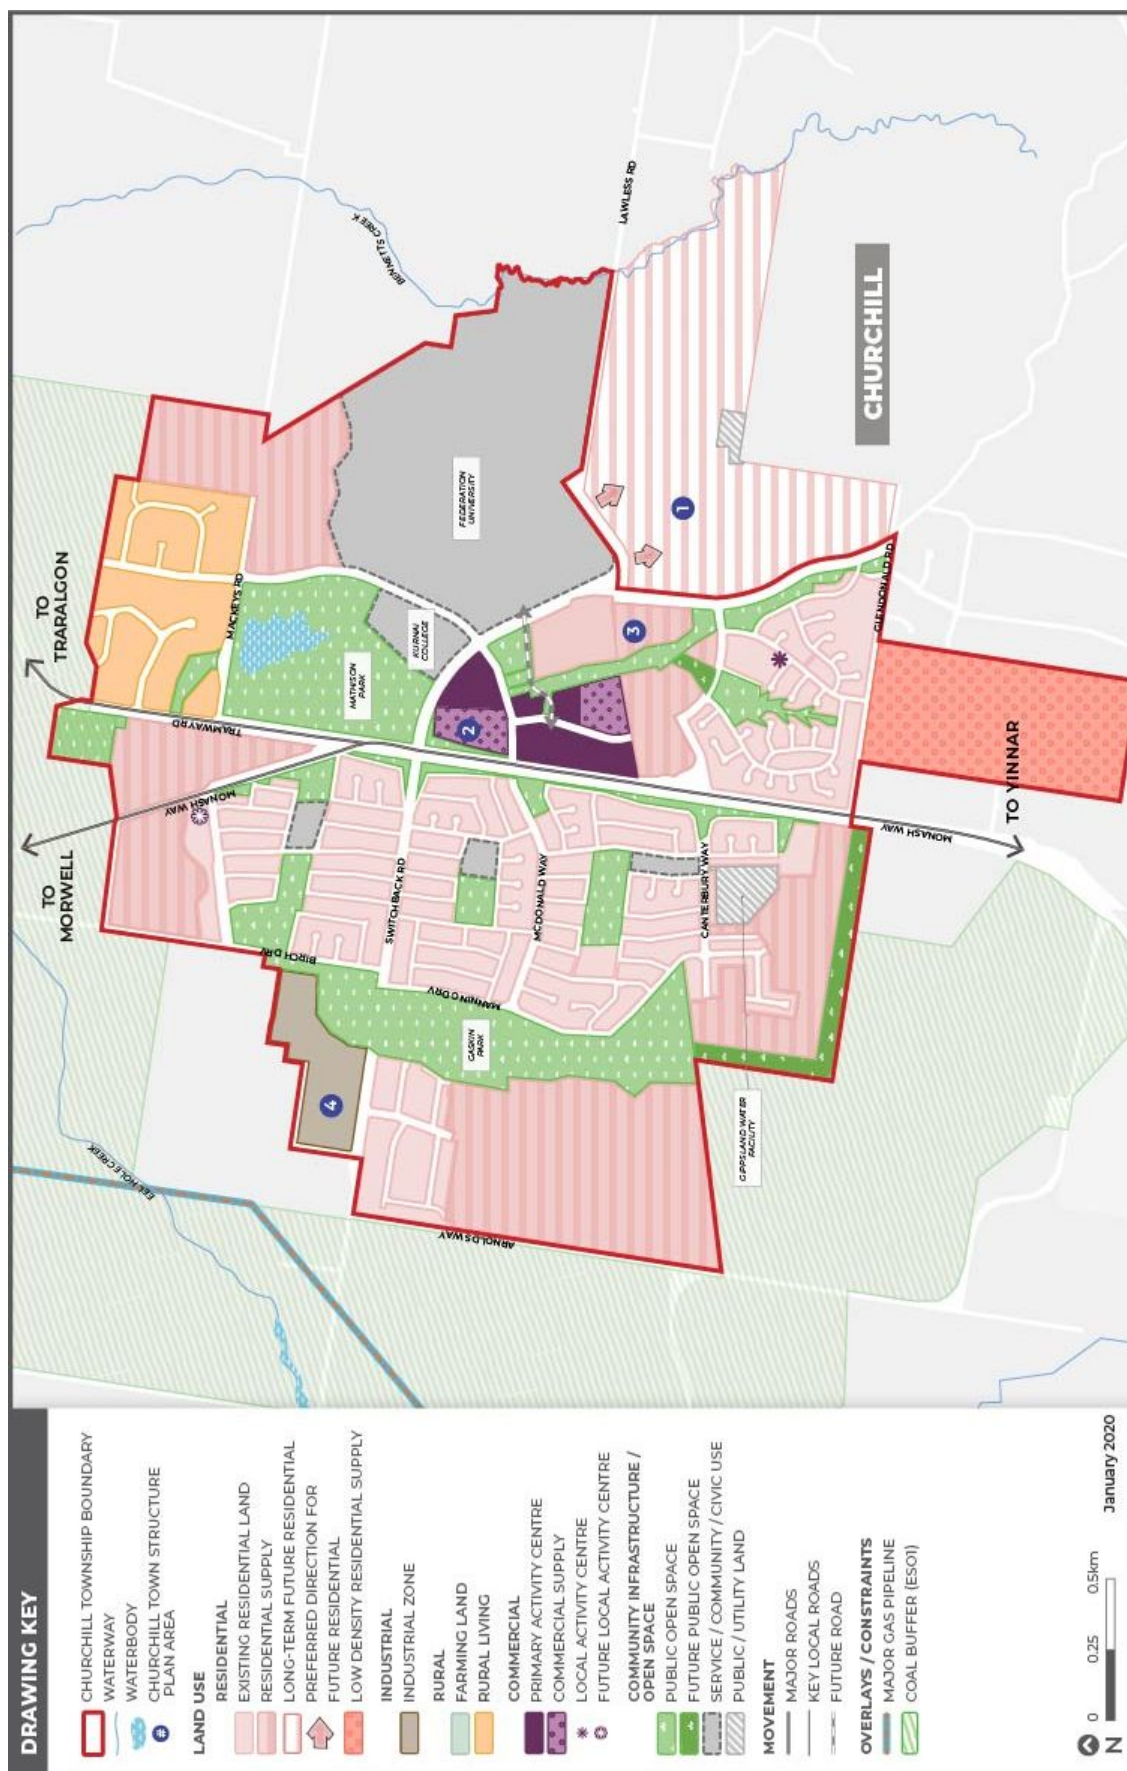 DRAWING KEY
CHURCHILL TOWNSHIP BOUNDARY
WATERWAY
WATERBODY
CHURCHILL TOWN STRUCTURE
PLAN AREA
#
LAND USE
RESIDENTIAL
EXISTING RESIDENTIAL LAND
RESIDENTIAL SUPPLY
LONG-TERM FUTURE RESIDENTIAL
PREFERRED DIRECTION FOR
FUTURE RESIDENTIAL
LOW DENSITY RESIDENTIAL SUPPLY
INDUSTRIAL
INDUSTRIAL ZONE
RURAL
FARMING LAND
RURAL LIVING
COMMERCIAL
PRIMARY ACTIVITY CENTRE
COMMERCIAL SUPPLY
LOCAL ACTIVITY CENTRE
FUTURE LOCAL ACTIVITY CENTRE
COMMUNITY INFRASTRUCTURE /
OPEN SPACE
PUBLIC OPEN SPACE
FUTURE PUBLIC OPEN SPACE
SERVICE / COMMUNITY / CIVIC USE
PUBLIC / UTILITY LAND
MOVEMENT
MAJOR ROADS
KEY LOCAL ROADS
FUTURE ROAD
OVERLAYS / CONSTRAINTS
MAJOR GAS PIPELINE
COAL BUFFER (ESO1)
N
0
0.25
0.5km
January 2020
TO
MORWELL
TO
TRARALGON
EEL HOLE CREEK
MONASH WAY
TRAMWAY RD
MACKEYS RD
BENNETTS CREEK
BIRCH DRV
SWITCHBACK RD
MATHISON
PARK
KURNAI
COLLEGE
FEDERATION
UNIVERSITY
4
2
ARNOLDS WAY
MANNING DRV
GASKIN
PARK
MCDONALD WAY
LAWLESS RD
3
1
CANTERBURY WAY
GIPPSLAND WATER
FACILITY
GLENDONALD RD
CHURCHILL
MONASH WAY
TO YINNAR